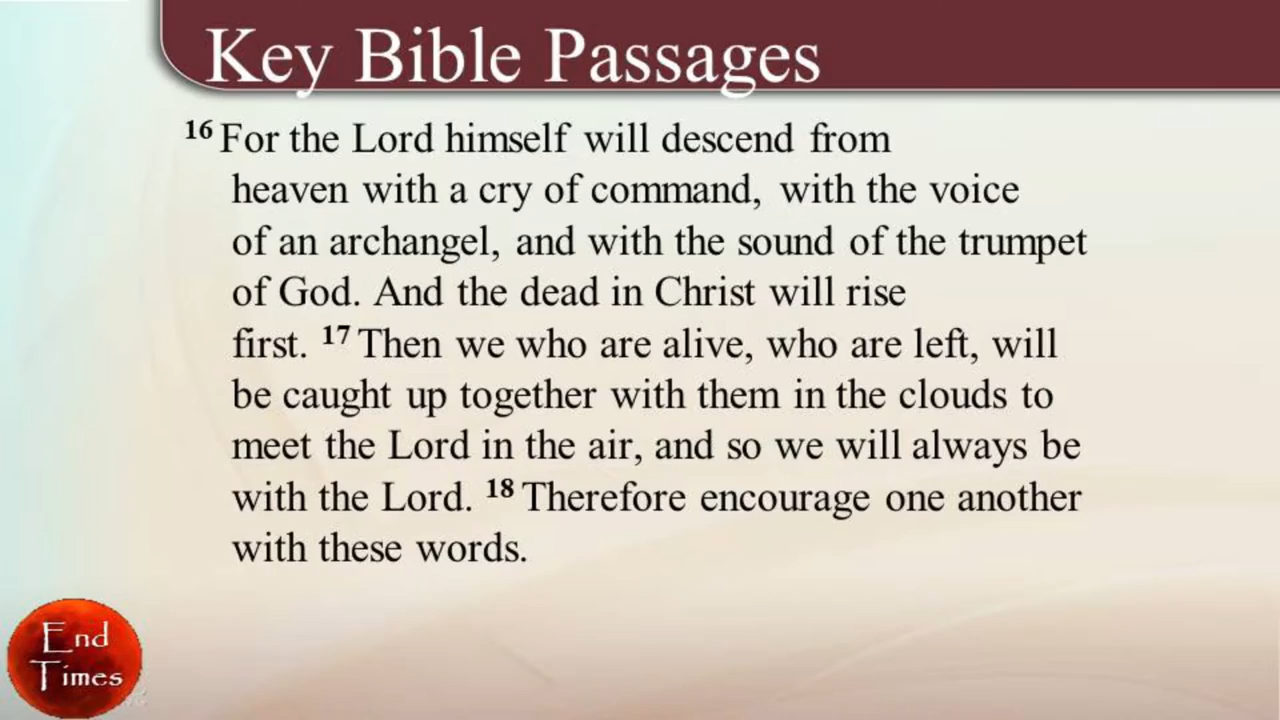 Key Bible Passages
16 For the Lord himself will descend from
heaven with a cry of command, with the voice
of an archangel, and with the sound of the trumpet
of God. And the dead in Christ will rise
first. 17 Then we who are alive, who are left, will
be caught up together with them in the clouds to
meet the Lord in the air, and so we will always be
with the Lord. 18 Therefore encourage one another
with these words.
End
Times